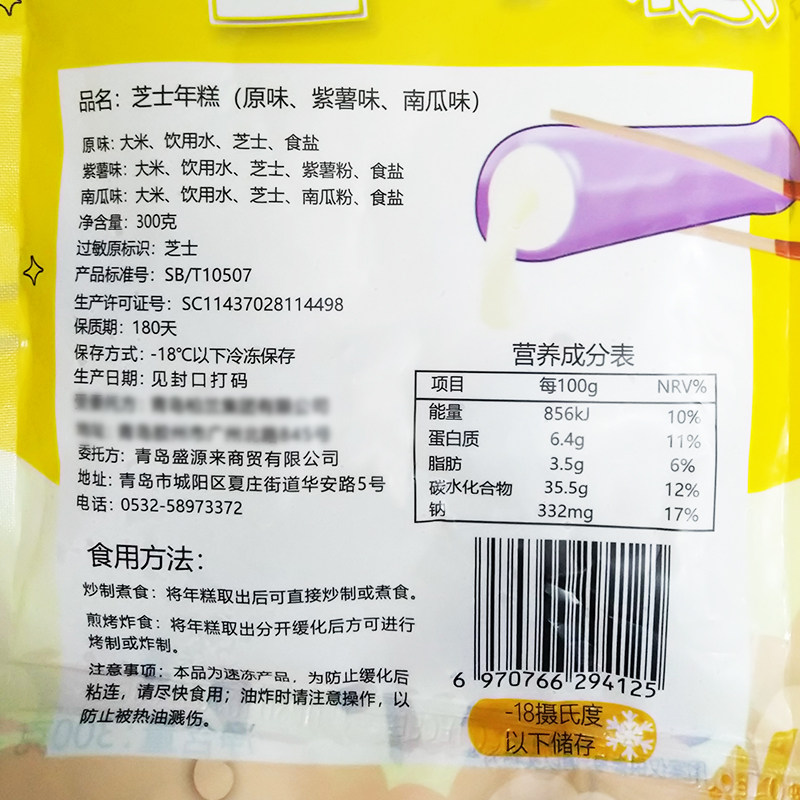 品名：芝士年糕（原味、紫薯味、南瓜味）
原味：大米、饮用水、芝士、食盐
紫薯味：大米、饮用水、芝士、紫薯粉、食盐
南瓜味：大米、饮用水、芝士、南瓜粉、食盐
净含量：300克
过敏原标识：芝士
产品标准号：SB/T10507
生产许可证号：SC11437028114498
保质期：180天
保存方式：-18℃以下冷冻保存
生产日期：见封口打码
委托方：青岛盛源来商贸有限公司
地址：青岛市城阳区夏庄街道华安路5号
电话：0532-58973372
营养成分表
项目 每100g NRV%
能量 856kJ 10%
蛋白质 6.4g 11%
脂肪 3.5g 6%
碳水化合物 35.5g 12%
钠 332mg 17%
食用方法：
炒制煮食：将年糕取出后可直接炒制或煮食。
煎烤炸食：将年糕取出分开缓化后方可进行
烤制或炸制。
注意事项：本品为速冻产品，为防止缓化后
粘连，请尽快食用；油炸时请注意操作，以
防止被热油溅伤。
6 970766 294125
-18摄氏度
以下储存